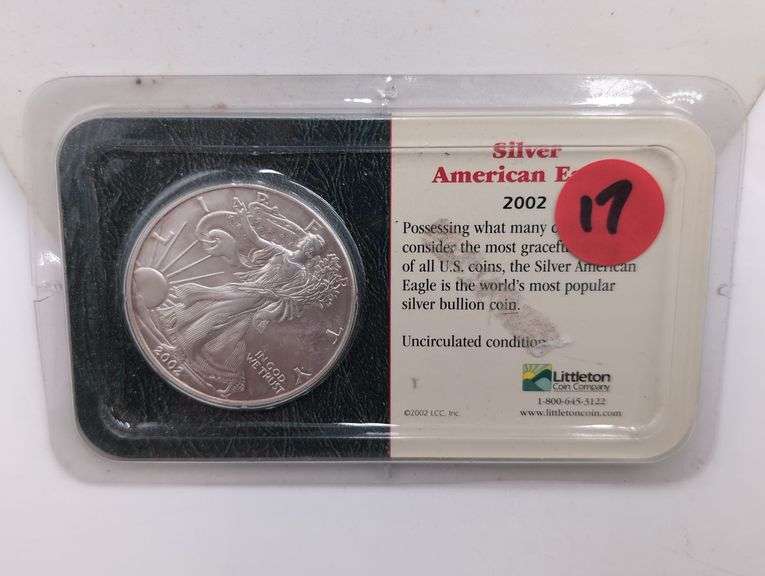 LIBERTY
2002
IN GOD
WE TRUST
Silver
American
2002
17
Possessing what many
consider the most
of all U.S. coins, the Silver American
Eagle is the world's most popular
silver bullion coin.
Uncirculated condition
Littleton
Coin Company
1-800-645-3122
©2002 LCC, Inc.
www.littletoncoin.com